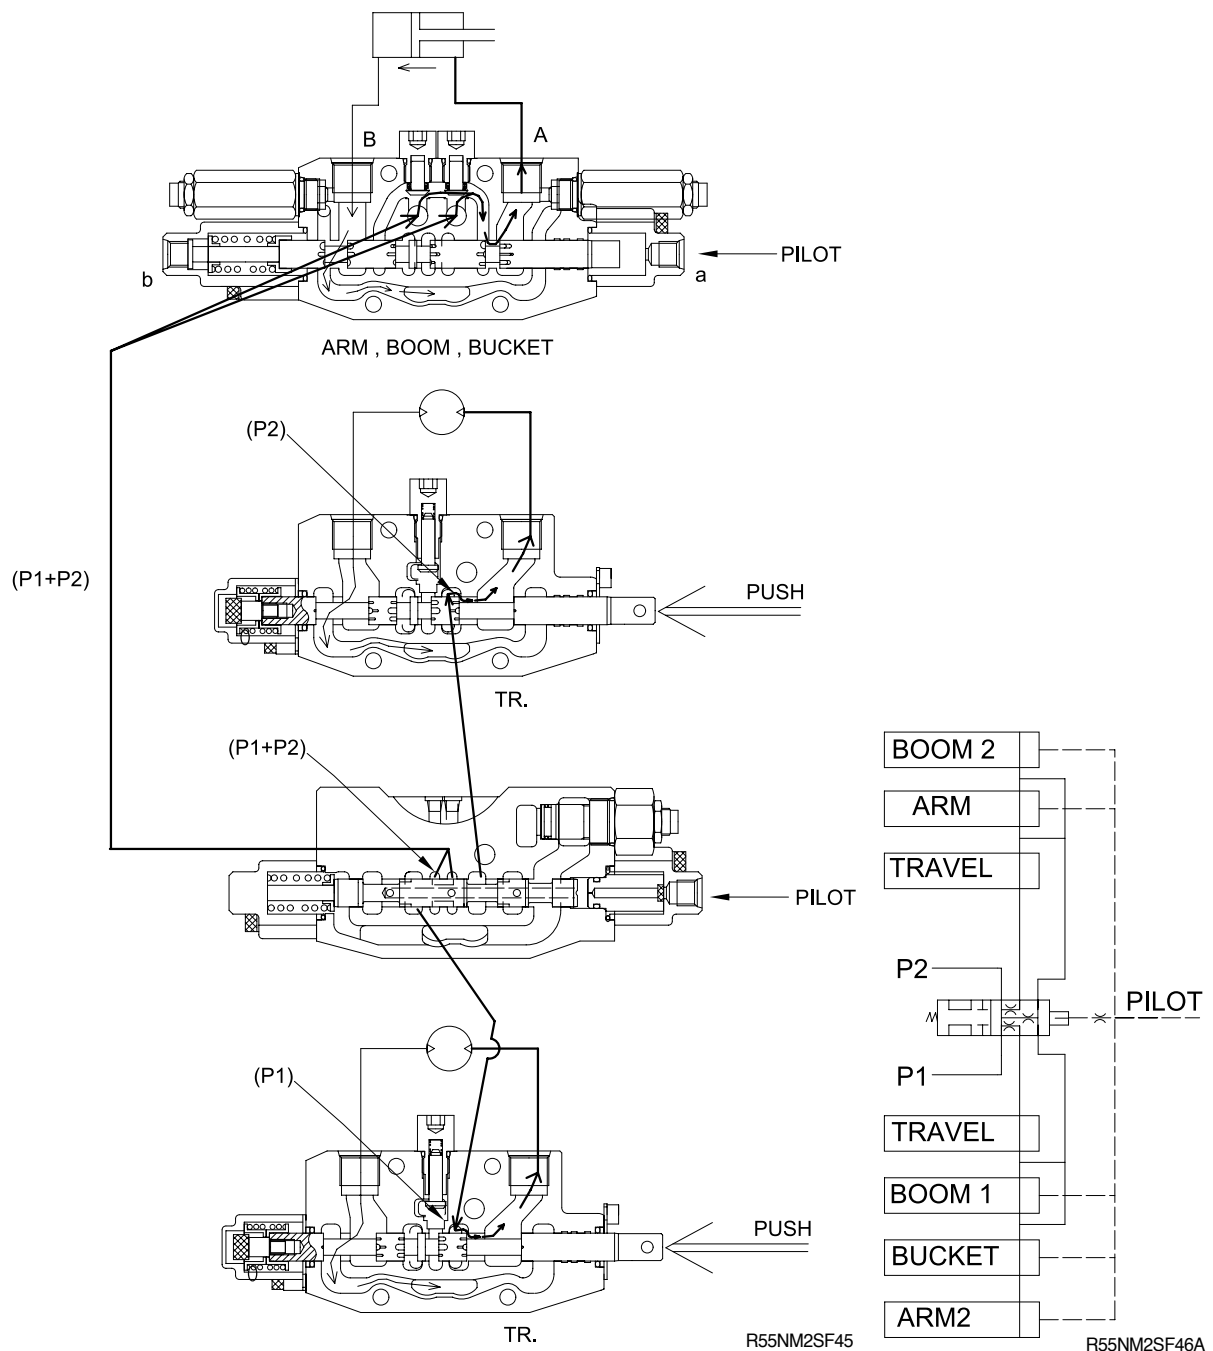 B
A
PILOT
b
a
ARM , BOOM , BUCKET
(P2)
(P1+P2)
PUSH
TR.
(P1+P2)
PILOT
(P1)
PUSH
TR.
R55NM2SF45
BOOM 2
ARM
TRAVEL
P2
PILOT
P1
TRAVEL
BOOM 1
BUCKET
ARM2
R55NM2SF46A